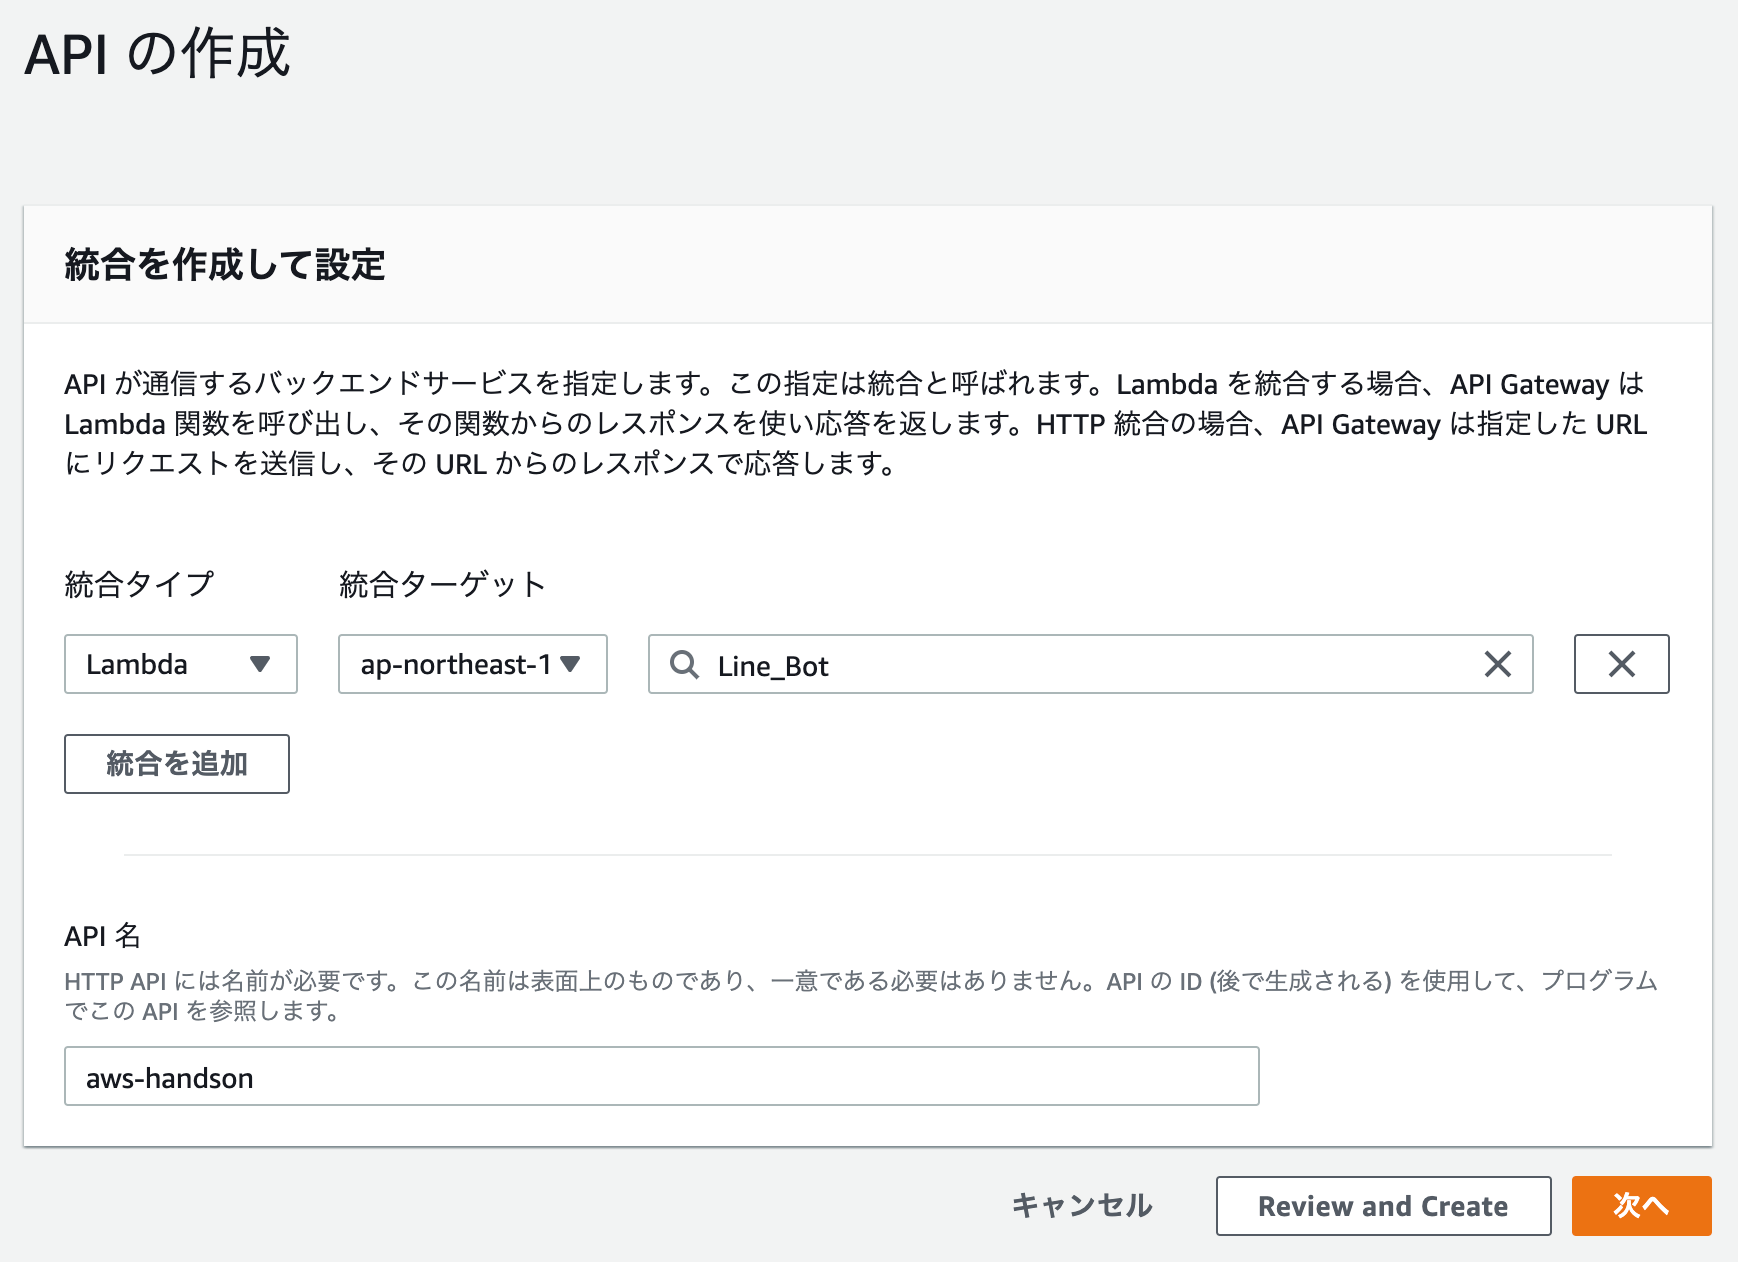 API の作成
統合を作成して設定
API が通信するバックエンドサービスを指定します。この指定は統合と呼ばれます。Lambda を統合する場合、API Gateway は
Lambda 関数を呼び出し、その関数からのレスポンスを使い応答を返します。HTTP 統合の場合、API Gateway は指定した URL
にリクエストを送信し、その URL からのレスポンスで応答します。
統合タイプ 統合ターゲット
Lambda ap-northeast-1 Line_Bot
統合を追加
API 名
HTTP API には名前が必要です。この名前は表面上のものであり、一意である必要はありません。API の ID (後で生成される) を使用して、プログラム
でこの API を参照します。
aws-handson
キャンセル Review and Create 次へ